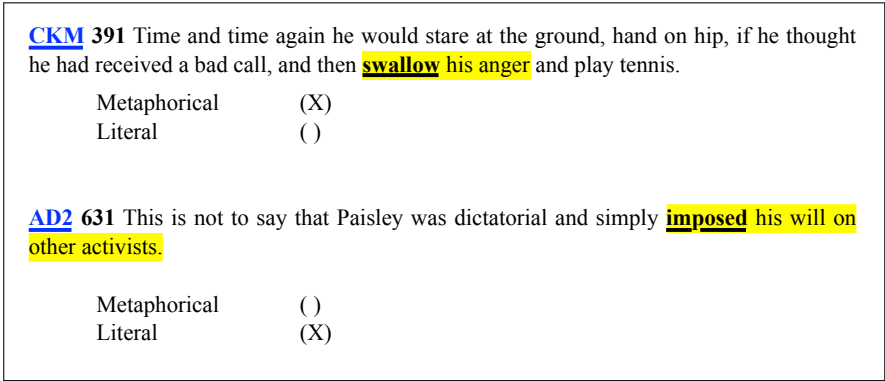 CKM 391 Time and time again he would stare at the ground, hand on hip, if he thought
he had received a bad call, and then swallow his anger and play tennis.
Metaphorical (X)
Literal ( )
AD2 631 This is not to say that Paisley was dictatorial and simply imposed his will on
other activists.
Metaphorical ( )
Literal (X)